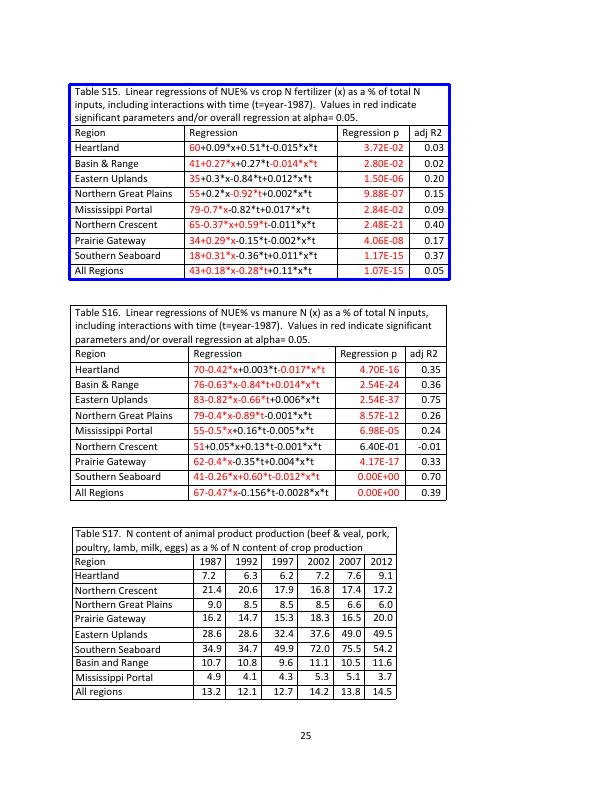 Table S15.  Linear regressions of NUE% vs crop N fertilizer (x) as a % of total N
inputs, including interactions with time (t=year-1987).  Values in red indicate
significant parameters and/or overall regression at alpha= 0.05.
Region Regression Regression p adj R2
Heartland 60+0.09*x+0.51*t-0.015*x*t 3.72E-02 0.03
Basin & Range 41+0.27*x+0.27*t-0.014*x*t 2.80E-02 0.02
Eastern Uplands 35+0.3*x-0.84*t+0.012*x*t 1.50E-06 0.20
Northern Great Plains 55+0.2*x-0.92*t+0.002*x*t 9.88E-07 0.15
Mississippi Portal 79-0.7*x-0.82*t+0.017*x*t 2.84E-02 0.09
Northern Crescent 65-0.37*x+0.59*t-0.011*x*t 2.48E-21 0.40
Prairie Gateway 34+0.29*x-0.15*t-0.002*x*t 4.06E-08 0.17
Southern Seaboard 18+0.31*x-0.36*t+0.011*x*t 1.17E-15 0.37
All Regions 43+0.18*x-0.28*t+0.11*x*t 1.07E-15 0.05
Table S16.  Linear regressions of NUE% vs manure N (x) as a % of total N inputs,
including interactions with time (t=year-1987).  Values in red indicate significant
parameters and/or overall regression at alpha= 0.05.
Region Regression Regression p adj R2
Heartland 70-0.42*x+0.003*t-0.017*x*t 4.70E-16 0.35
Basin & Range 76-0.63*x-0.84*t+0.014*x*t 2.54E-24 0.36
Eastern Uplands 83-0.82*x-0.66*t+0.006*x*t 2.54E-37 0.75
Northern Great Plains 79-0.4*x-0.89*t-0.001*x*t 8.57E-12 0.26
Mississippi Portal 55-0.5*x+0.16*t-0.005*x*t 6.98E-05 0.24
Northern Crescent 51+0.05*x+0.13*t-0.001*x*t 6.40E-01 -0.01
Prairie Gateway 62-0.4*x-0.35*t+0.004*x*t 4.17E-17 0.33
Southern Seaboard 41-0.26*x+0.60*t-0.012*x*t 0.00E+00 0.70
All Regions 67-0.47*x-0.156*t-0.0028*x*t 0.00E+00 0.39
Table S17.  N content of animal product production (beef & veal, pork,
poultry, lamb, milk, eggs) as a % of N content of crop production
Region 1987 1992 1997 2002 2007 2012
Heartland 7.2 6.3 6.2 7.2 7.6 9.1
Northern Crescent 21.4 20.6 17.9 16.8 17.4 17.2
Northern Great Plains 9.0 8.5 8.5 8.5 6.6 6.0
Prairie Gateway 16.2 14.7 15.3 18.3 16.5 20.0
Eastern Uplands 28.6 28.6 32.4 37.6 49.0 49.5
Southern Seaboard 34.9 34.7 49.9 72.0 75.5 54.2
Basin and Range 10.7 10.8 9.6 11.1 10.5 11.6
Mississippi Portal 4.9 4.1 4.3 5.3 5.1 3.7
All regions 13.2 12.1 12.7 14.2 13.8 14.5
25